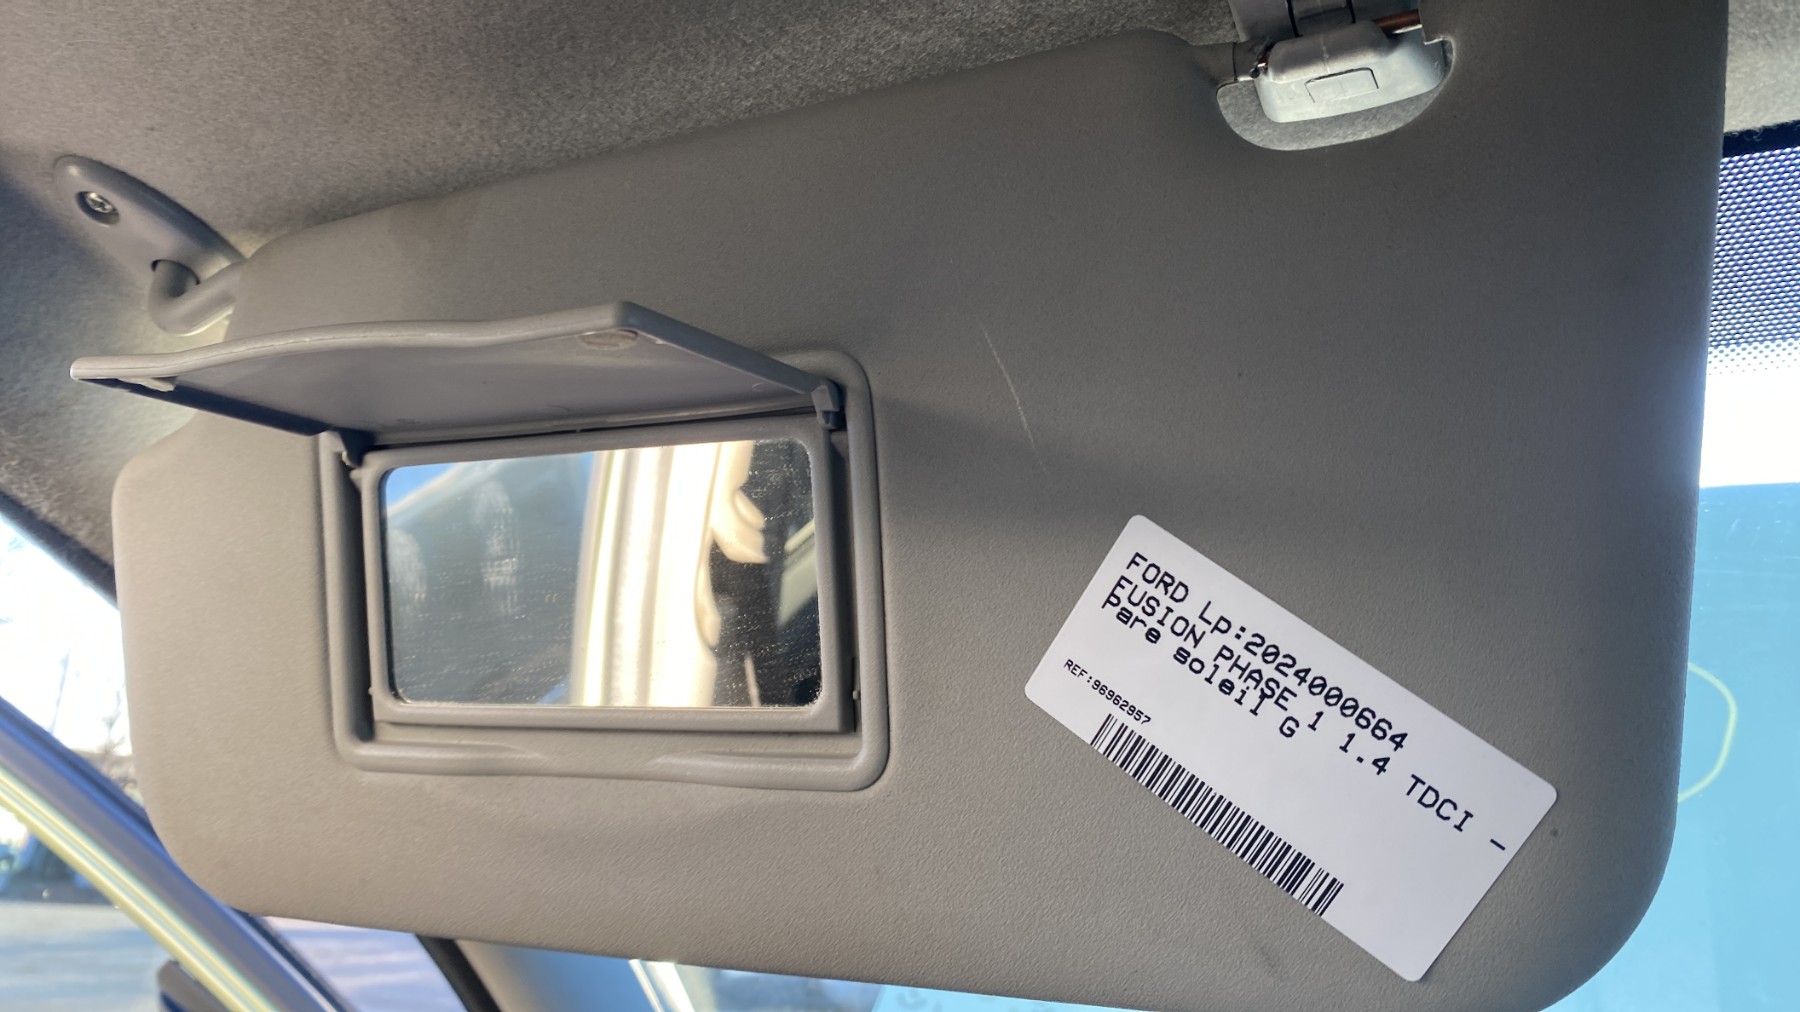 FORD LP:2024000664
FUSION PHASE 1 1.4 TDCI -
Pare soleil G
REF:96962957